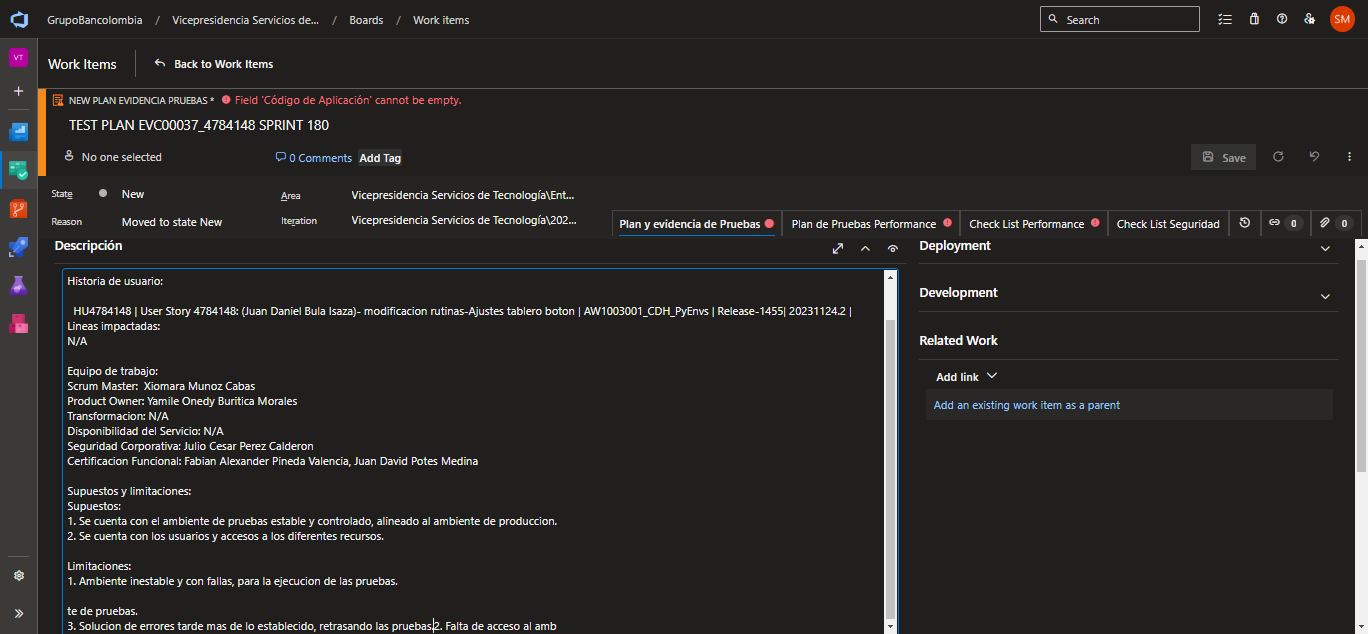 GrupoBancolombia / Vicepresidencia Servicios de... / Boards / Work items
Search
SM
VT
Work Items
Back to Work Items
NEW PLAN EVIDENCIA PRUEBAS * Field 'Código de Aplicación' cannot be empty.
TEST PLAN EVC00037_4784148 SPRINT 180
No one selected
0 Comments
Add Tag
Save
State
New
Area
Vicepresidencia Servicios de Tecnología\Ent...
Reason
Moved to state New
Iteration
Vicepresidencia Servicios de Tecnología\202...
Plan y evidencia de Pruebas
Plan de Pruebas Performance
Check List Performance
Check List Seguridad
0
0
Descripción
Historia de usuario:
HU4784148 | User Story 4784148: (Juan Daniel Bula Isaza)- modificacion rutinas-Ajustes tablero boton | AW1003001_CDH_PyEnvs | Release-1455| 20231124.2 |
Lineas impactadas:
N/A
Equipo de trabajo:
Scrum Master:  Xiomara Munoz Cabas
Product Owner: Yamile Onedy Buritica Morales
Transformacion: N/A
Disponibilidad del Servicio: N/A
Seguridad Corporativa: Julio Cesar Perez Calderon
Certificacion Funcional: Fabian Alexander Pineda Valencia, Juan David Potes Medina
Supuestos y limitaciones:
Supuestos:
1. Se cuenta con el ambiente de pruebas estable y controlado, alineado al ambiente de produccion.
2. Se cuenta con los usuarios y accesos a los diferentes recursos.
Limitaciones:
1. Ambiente inestable y con fallas, para la ejecucion de las pruebas.
te de pruebas.
3. Solucion de errores tarde mas de lo establecido, retrasando las pruebas.2. Falta de acceso al amb
Deployment
Development
Related Work
Add link
Add an existing work item as a parent